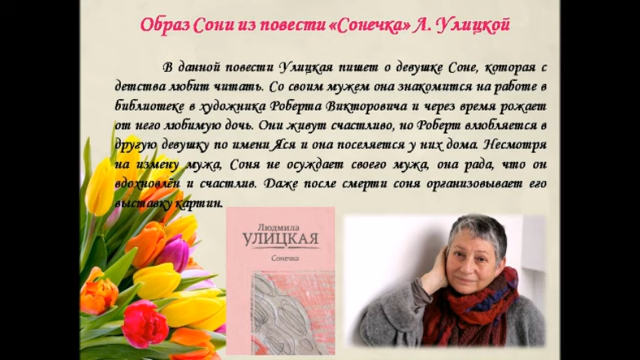 Образ Сони из повести «Сонечка» Л. Улицкой
В данной повести Улицкая пишет о девушке Соне, которая с
детства любит читать. Со своим мужем она знакомится на работе в
библиотеке в художника Роберта Викторовича и через время рожает
от него любимую дочь. Они живут счастливо, но Роберт влюбляется в
другую девушку по имени Яся и она поселяется у них дома. Несмотря
на измену мужа, Соня не осуждает своего мужа, она рада, что он
вдохновлён и счастлив. Даже после смерти соня организовывает его
выставку картин.
Людмила
УЛИЦКАЯ
Сонечка